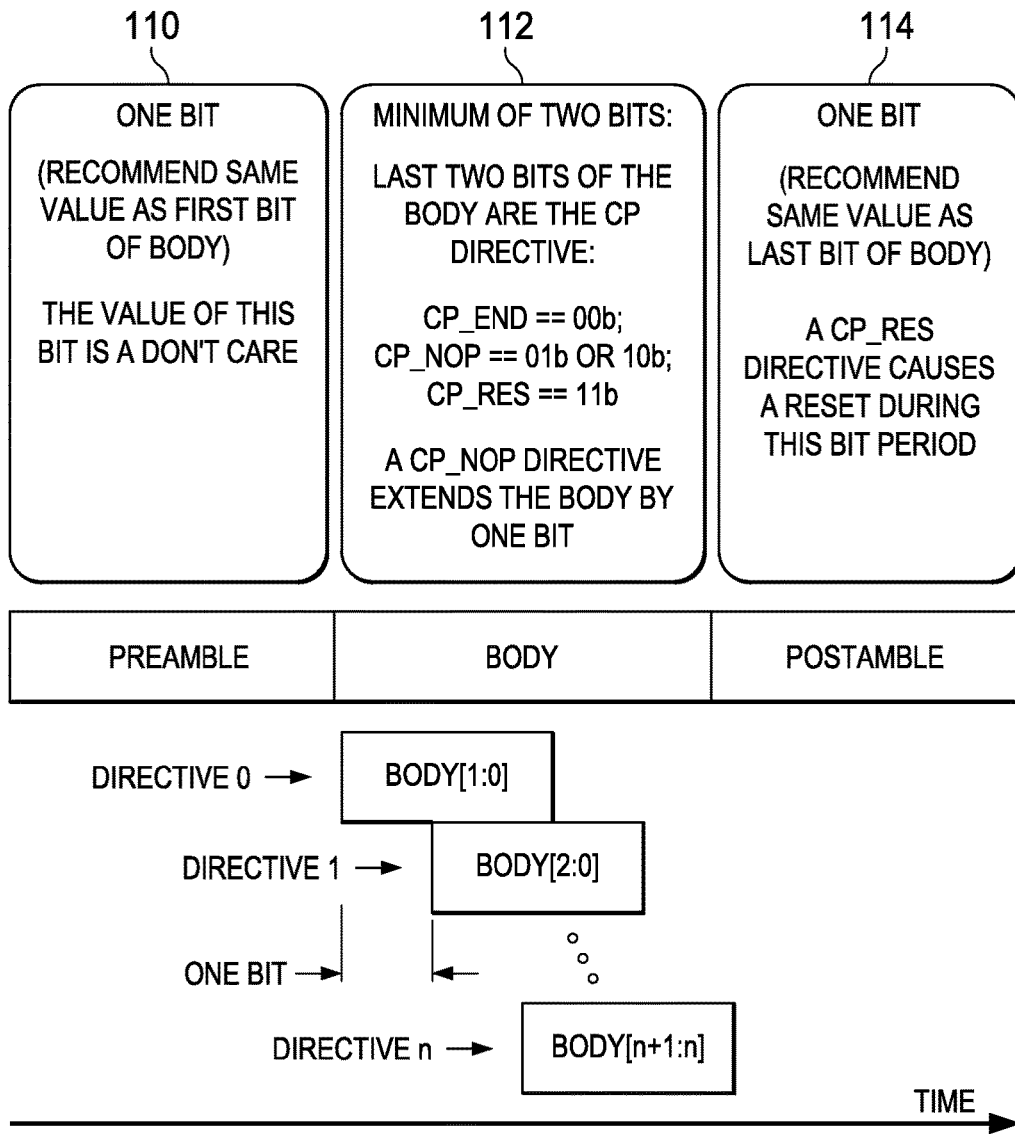 110
112
114
ONE BIT
(RECOMMEND SAME
VALUE AS FIRST BIT
OF BODY)
THE VALUE OF THIS
BIT IS A DON'T CARE
MINIMUM OF TWO BITS:
LAST TWO BITS OF THE
BODY ARE THE CP
DIRECTIVE:
CP_END == 00b;
CP_NOP == 01b OR 10b;
CP_RES == 11b
A CP_NOP DIRECTIVE
EXTENDS THE BODY BY
ONE BIT
ONE BIT
(RECOMMEND
SAME VALUE AS
LAST BIT OF BODY)
A CP_RES
DIRECTIVE CAUSES
A RESET DURING
THIS BIT PERIOD
PREAMBLE
BODY
POSTAMBLE
DIRECTIVE 0
BODY[1:0]
DIRECTIVE 1
BODY[2:0]
ONE BIT
DIRECTIVE n
BODY[n+1:n]
TIME